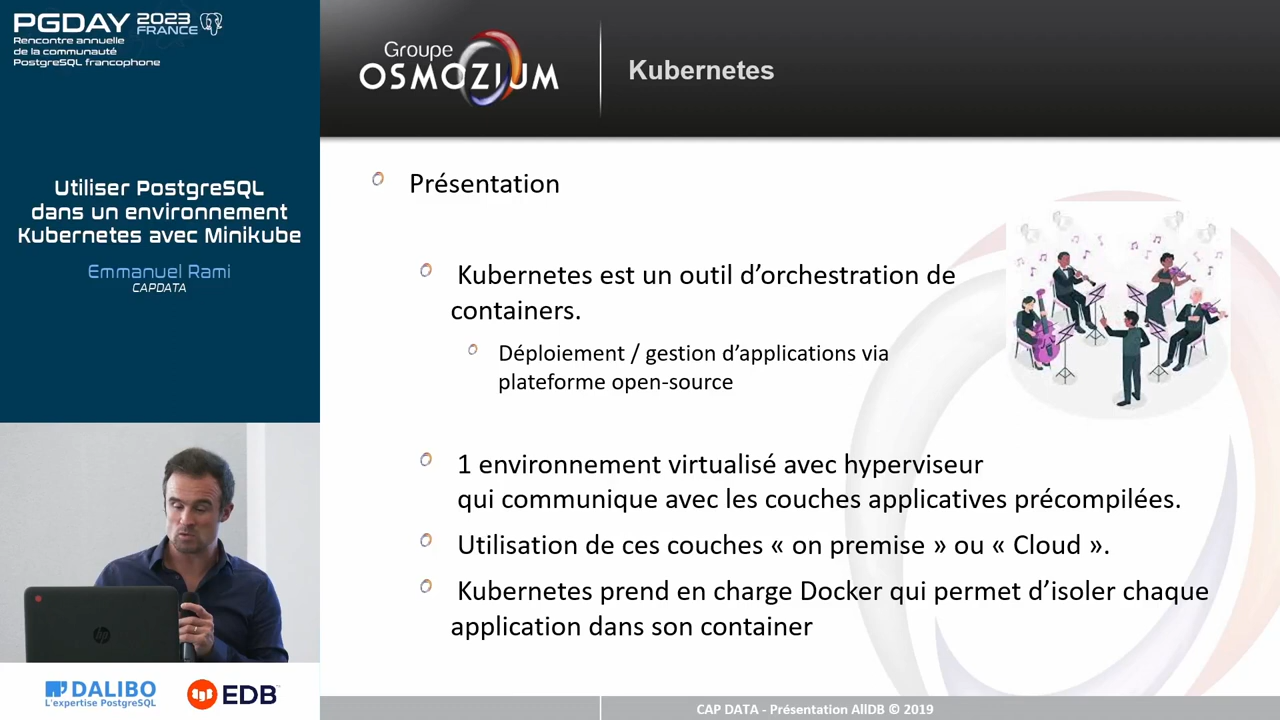 PGDAY 2023 FRANCE
Rencontre annuelle
de la communauté
PostgreSQL francophone
Utiliser PostgreSQL
dans un environnement
Kubernetes avec Minikube
Emmanuel Rami
CAPDATA
hp
DALIBO
L'expertise PostgreSQL
EDB
Groupe
OSMOZIUM
Kubernetes
Présentation
Kubernetes est un outil d’orchestration de
containers.
Déploiement / gestion d’applications via
plateforme open-source
1 environnement virtualisé avec hyperviseur
qui communique avec les couches applicatives précompilées.
Utilisation de ces couches « on premise » ou « Cloud ».
Kubernetes prend en charge Docker qui permet d’isoler chaque
application dans son container
CAP DATA - Présentation AllDB © 2019